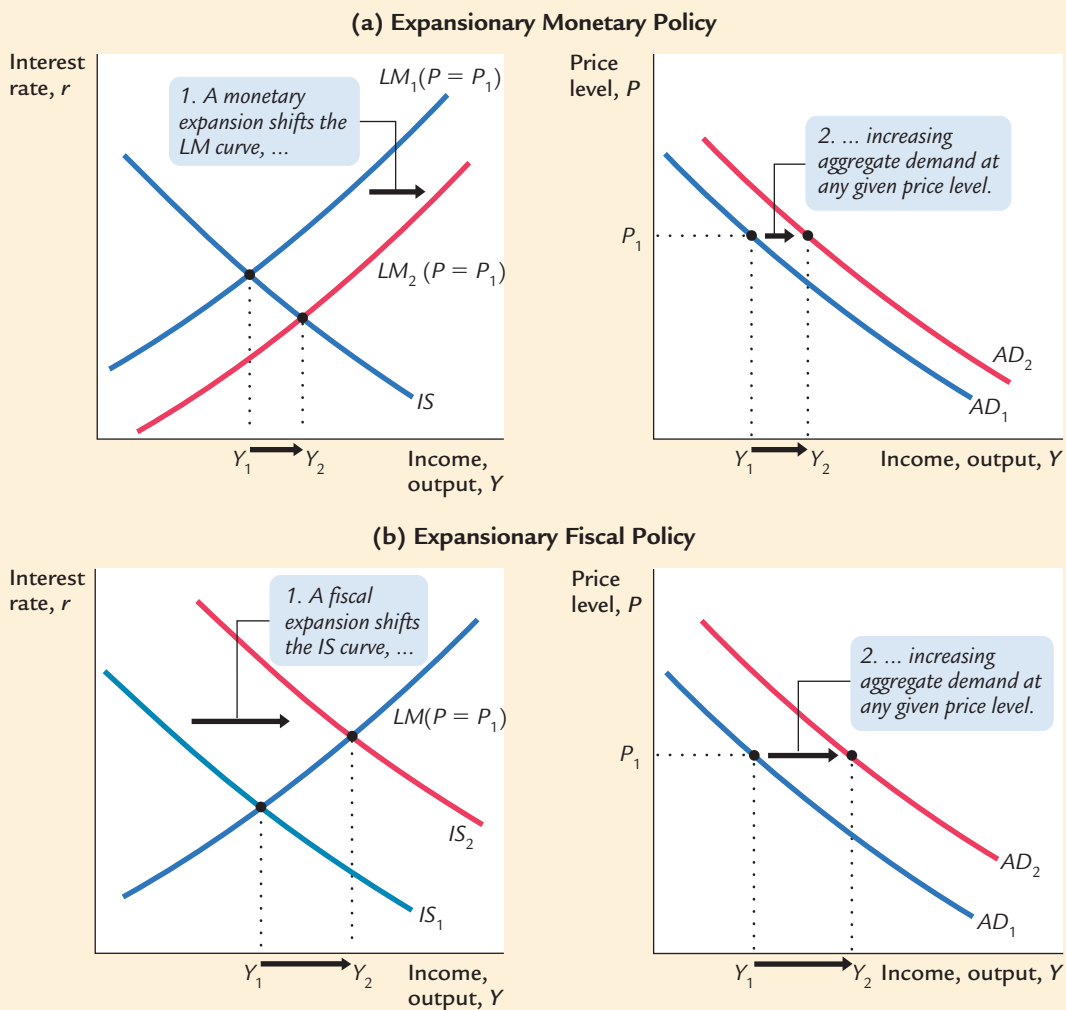 (a) Expansionary Monetary Policy
Interest
rate, r
LM₁(P = P₁)
1. A monetary
expansion shifts the
LM curve, ...
LM₂ (P = P₁)
IS
Y₁
Y₂
Income,
output, Y
Price
level, P
2. ... increasing
aggregate demand at
any given price level.
P₁
AD₂
AD₁
Y₁
Y₂
Income, output, Y
(b) Expansionary Fiscal Policy
Interest
rate, r
1. A fiscal
expansion shifts
the IS curve, ...
LM(P = P₁)
IS₂
IS₁
Y₁
Y₂
Income,
output, Y
Price
level, P
2. ... increasing
aggregate demand at
any given price level.
P₁
AD₂
AD₁
Y₁
Y₂
Income, output, Y